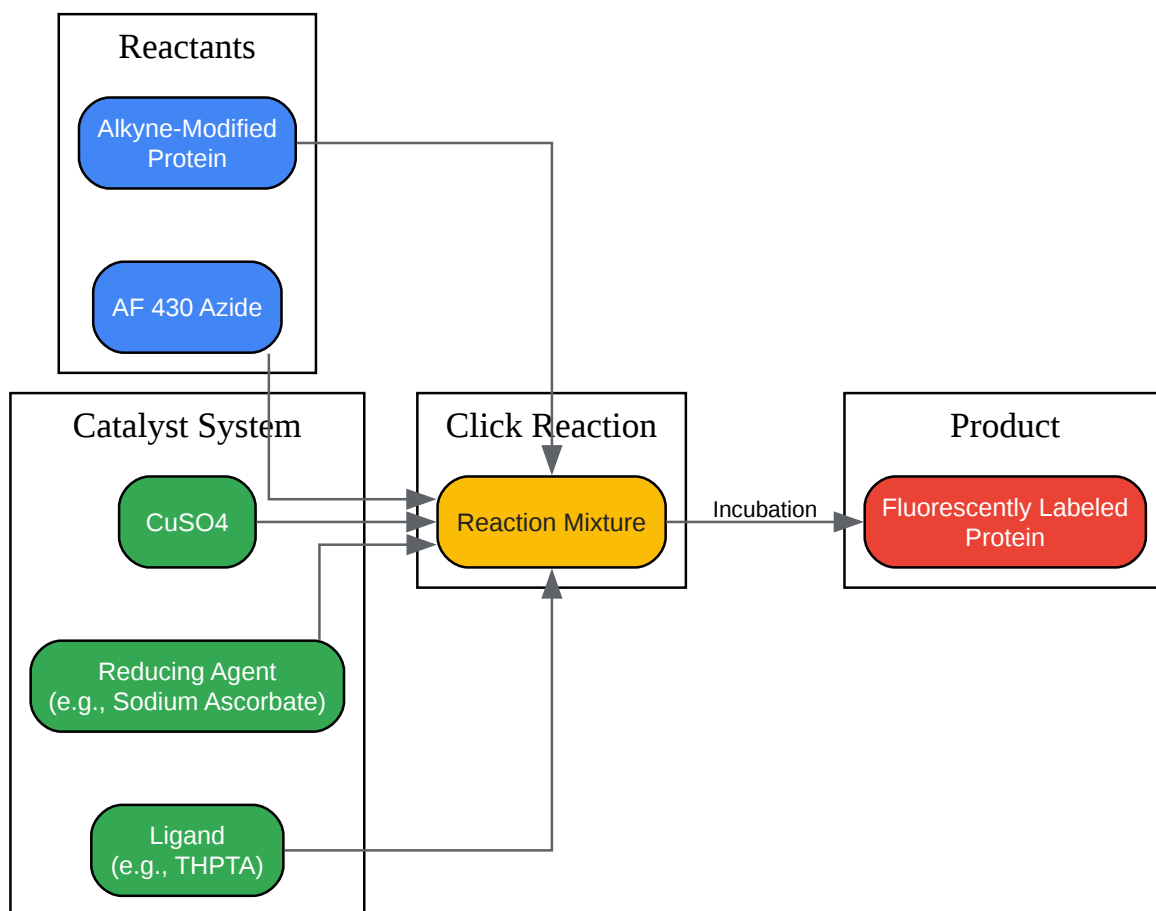 Reactants
Alkyne-Modified
Protein
AF 430 Azide
Catalyst System
CuSO4
Reducing Agent
(e.g., Sodium Ascorbate)
Ligand
(e.g., THPTA)
Click Reaction
Reaction Mixture
Incubation
Product
Fluorescently Labeled
Protein